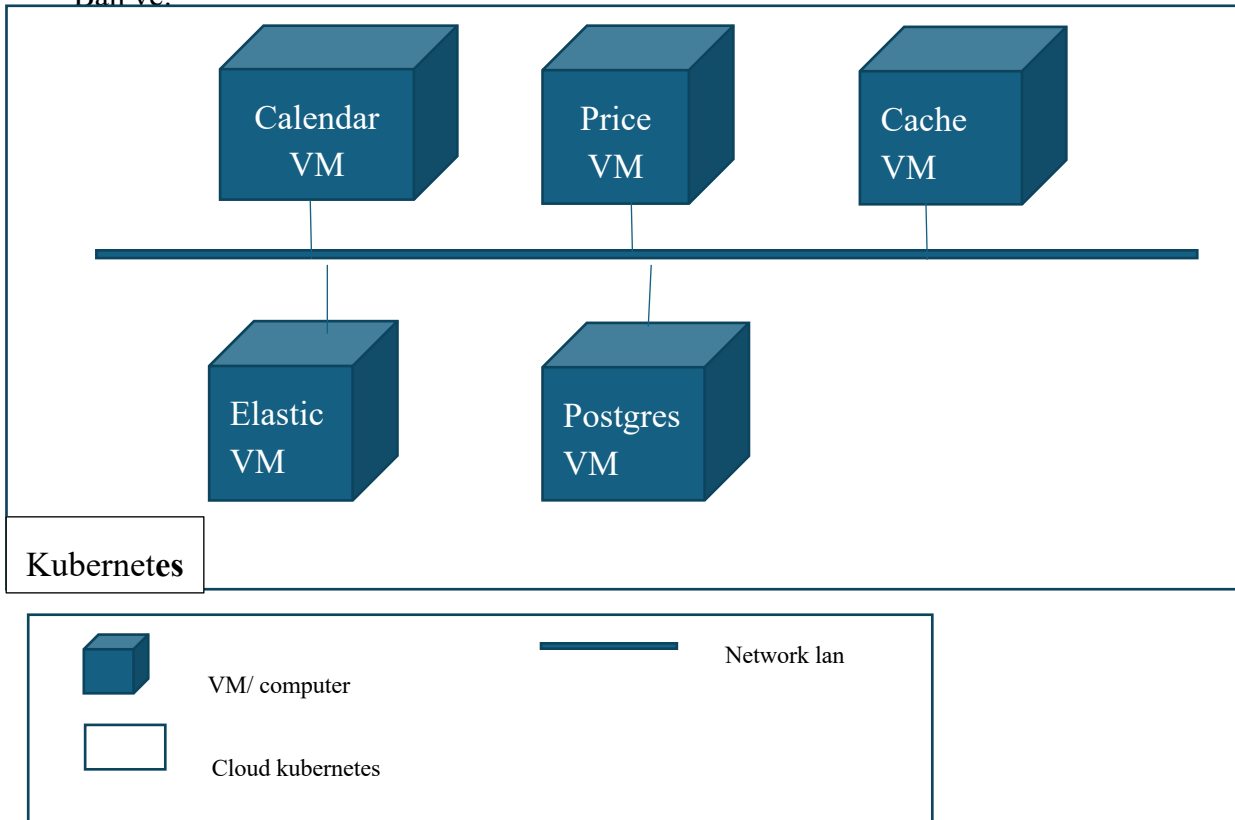 Calendar
VM
Price
VM
Cache
VM
Elastic
VM
Postgres
VM
Kubernetes
Network lan
VM/ computer
Cloud kubernetes